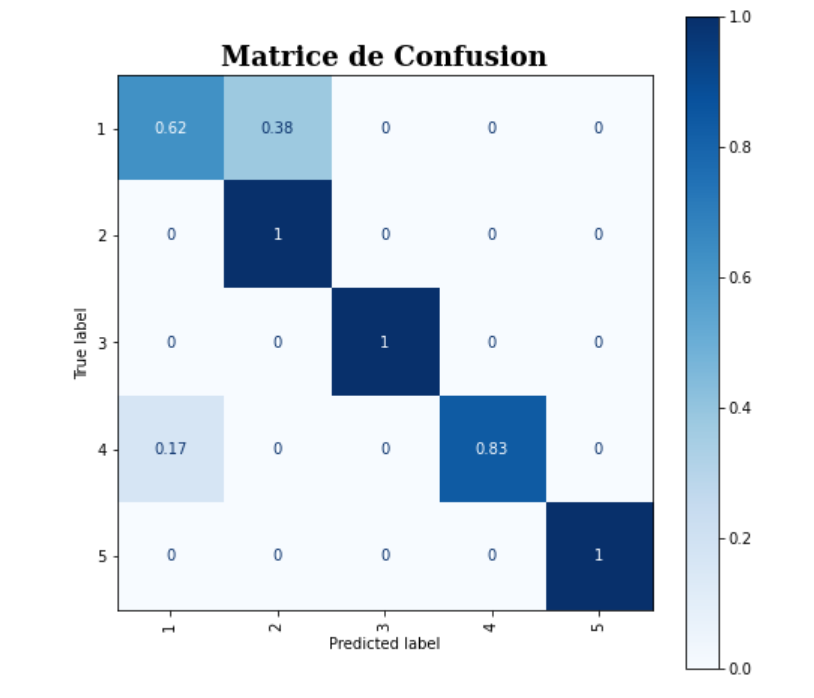 Matrice de Confusion
1 0.62 0.38 0 0 0
2 0 1 0 0 0
True label
3 0 0 1 0 0
4 0.17 0 0 0.83 0
5 0 0 0 0 1
1 2 3 4 5
Predicted label
1.0
0.8
0.6
0.4
0.2
0.0